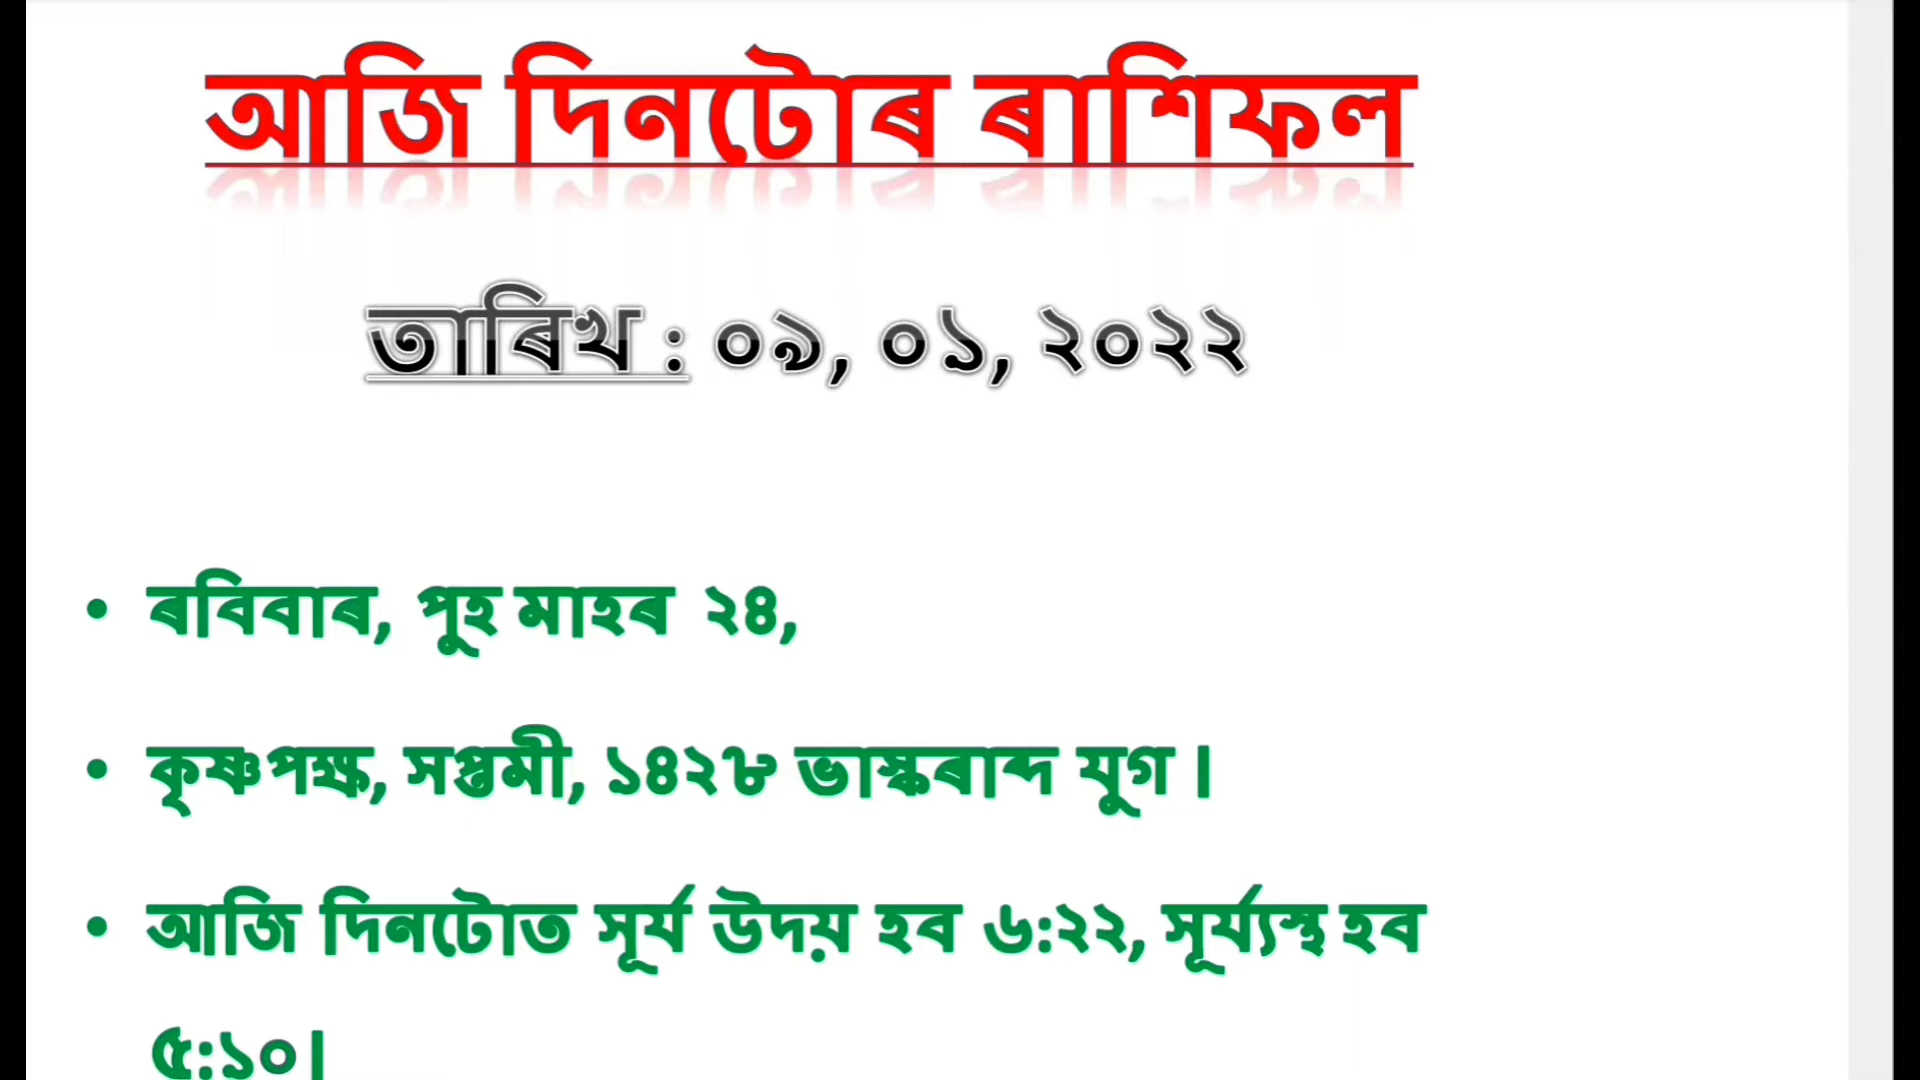 আজি দিনটোৰ ৰাশিফল
তাৰিখ : ০৯, ০১, ২০২২
• ৰবিবাৰ, পুহ মাহৰ ২৪,
• কৃষ্ণপক্ষ, সপ্তমী, ১৪২৮ ভাস্কৰাব্দ যুগ ।
• আজি দিনটোত সূৰ্য উদয় হব ৬:২২, সূৰ্য্যস্থ হব
৫:১০।